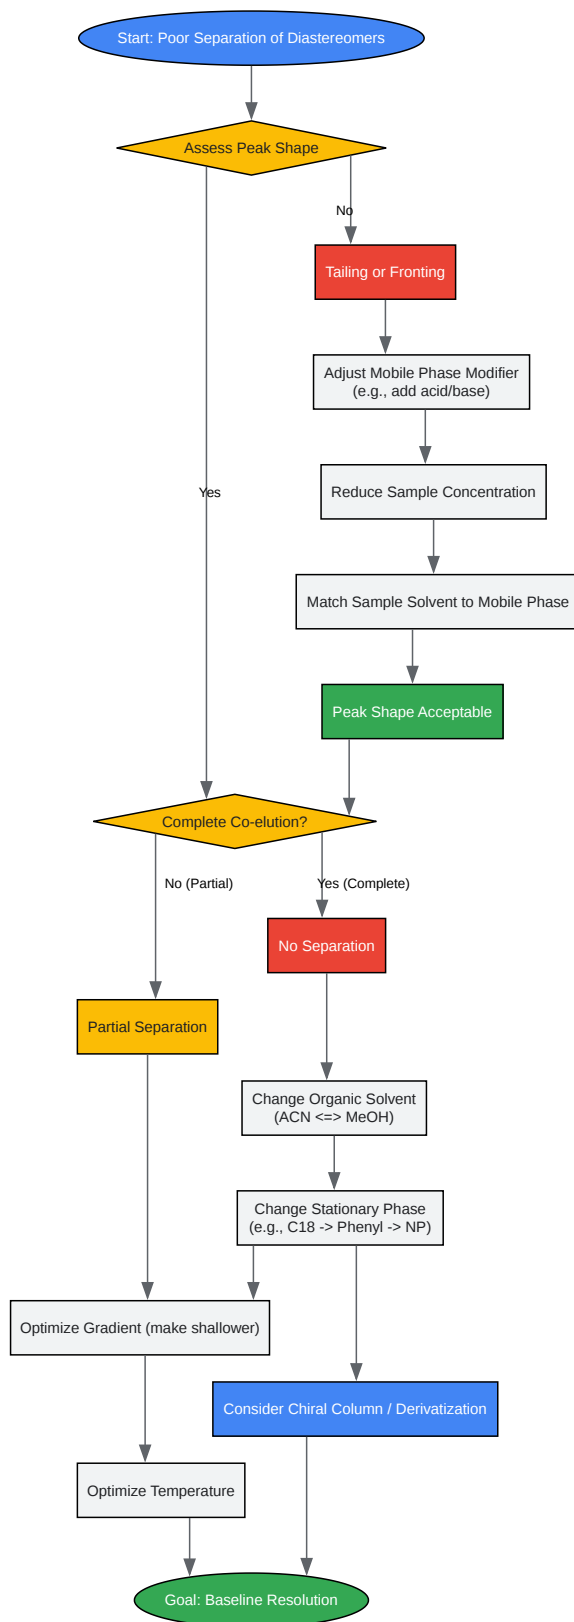 Start: Poor Separation of Diastereomers
Assess Peak Shape
No
Tailing or Fronting
Adjust Mobile Phase Modifier
(e.g., add acid/base)
Reduce Sample Concentration
Yes
Match Sample Solvent to Mobile Phase
Peak Shape Acceptable
Complete Co-elution?
No (Partial)
Yes (Complete)
No Separation
Partial Separation
Change Organic Solvent
(ACN <=> MeOH)
Change Stationary Phase
(e.g., C18 -> Phenyl -> NP)
Optimize Gradient (make shallower)
Consider Chiral Column / Derivatization
Optimize Temperature
Goal: Baseline Resolution